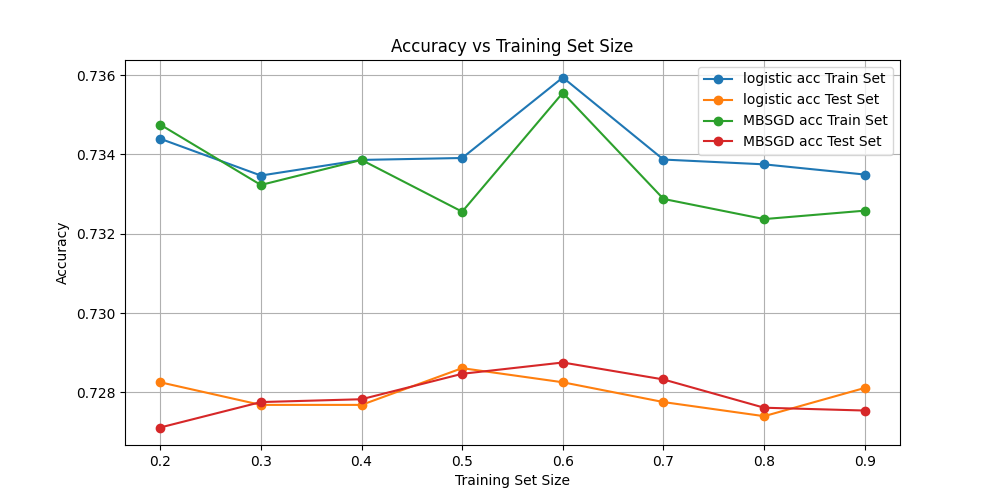 Accuracy vs Training Set Size
0.736
0.734
0.732
0.730
0.728
Accuracy
logistic acc Train Set
logistic acc Test Set
MBSGD acc Train Set
MBSGD acc Test Set
0.2 0.3 0.4 0.5 0.6 0.7 0.8 0.9
Training Set Size